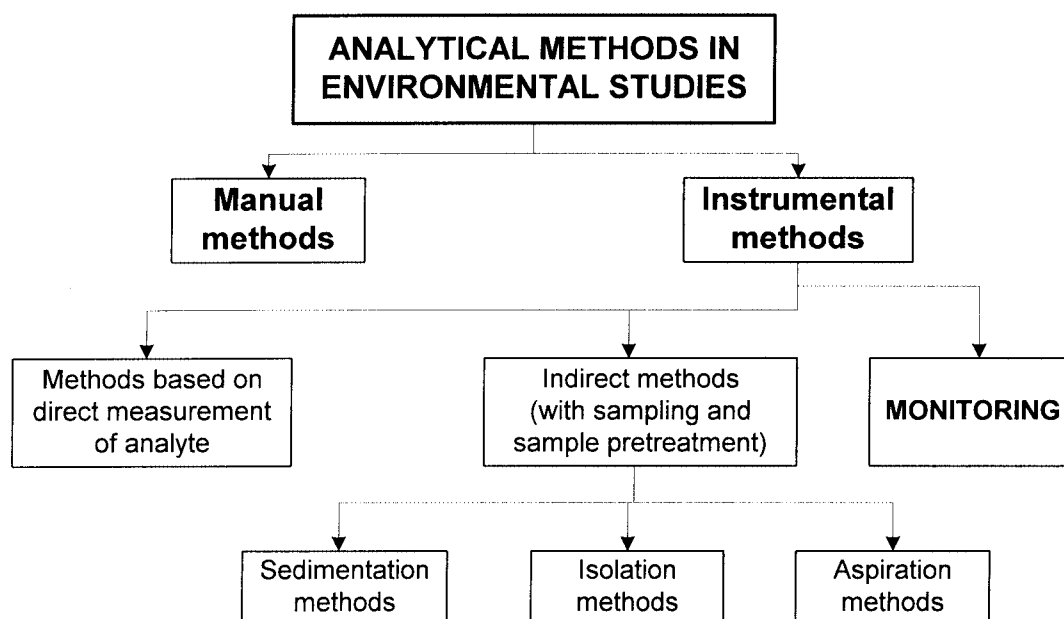 ANALYTICAL METHODS IN
ENVIRONMENTAL STUDIES
Manual
methods
Instrumental
methods
Methods based on
direct measurement
of analyte
Indirect methods
(with sampling and
sample pretreatment)
MONITORING
Sedimentation
methods
Isolation
methods
Aspiration
methods